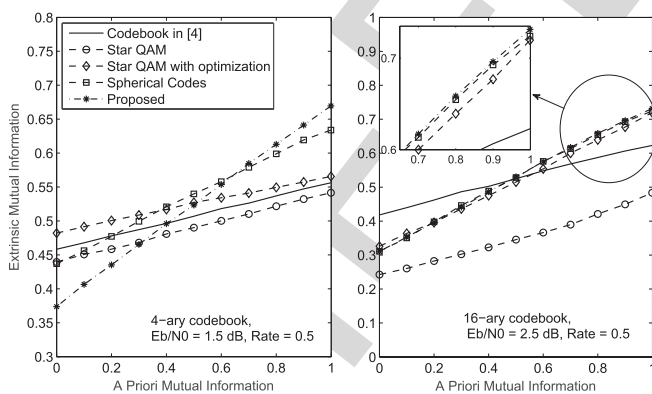 0.8
0.75
0.7
0.65
0.6
0.55
0.5
0.45
0.4
0.35
0.3
Extrinsic Mutual Information
Codebook in [4]
Star QAM
Star QAM with optimization
Spherical Codes
Proposed
4−ary codebook,
Eb/N0 = 1.5 dB, Rate = 0.5
0 0.2 0.4 0.6 0.8 1
A Priori Mutual Information
1
0.9
0.8
0.7
0.6
0.5
0.4
0.3
0.2
0.1
0
0.7
0.6
0.7 0.8 0.9 1
16−ary codebook,
Eb/N0 = 2.5 dB, Rate = 0.5
0 0.2 0.4 0.6 0.8 1
A Priori Mutual Information